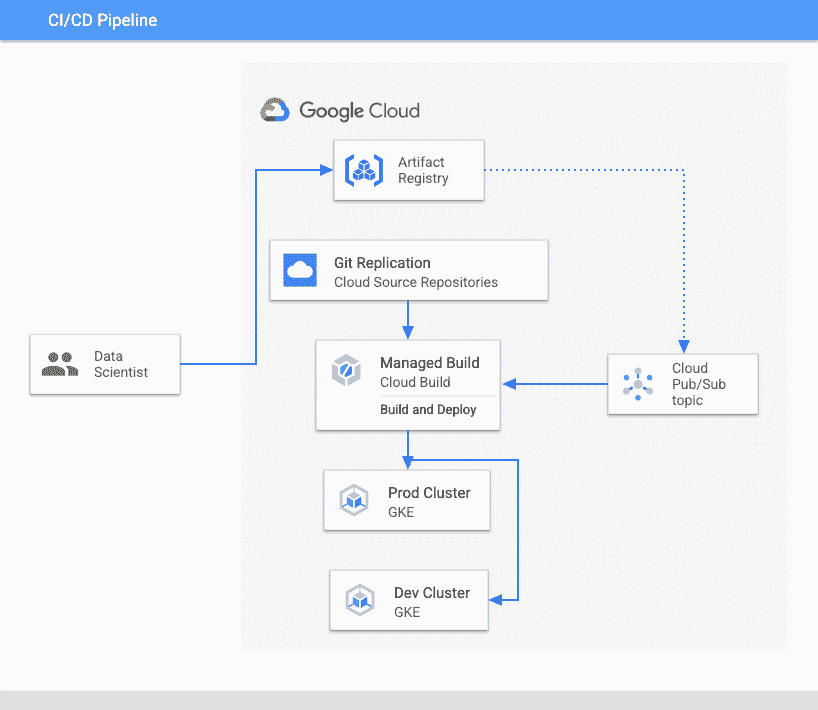 CI/CD Pipeline
Google Cloud
Artifact
Registry
Git Replication
Cloud Source Repositories
Data
Scientist
Managed Build
Cloud Build
Build and Deploy
Cloud
Pub/Sub
topic
Prod Cluster
GKE
Dev Cluster
GKE